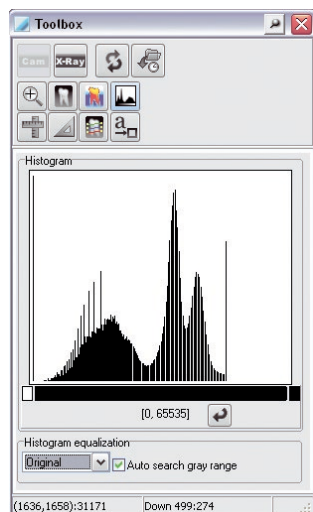 Toolbox
Cam X-Ray
a
Histogram
[0, 65535]
Histogram equalization
Original Auto search gray range
(1636,1658):31171 Down 499:274